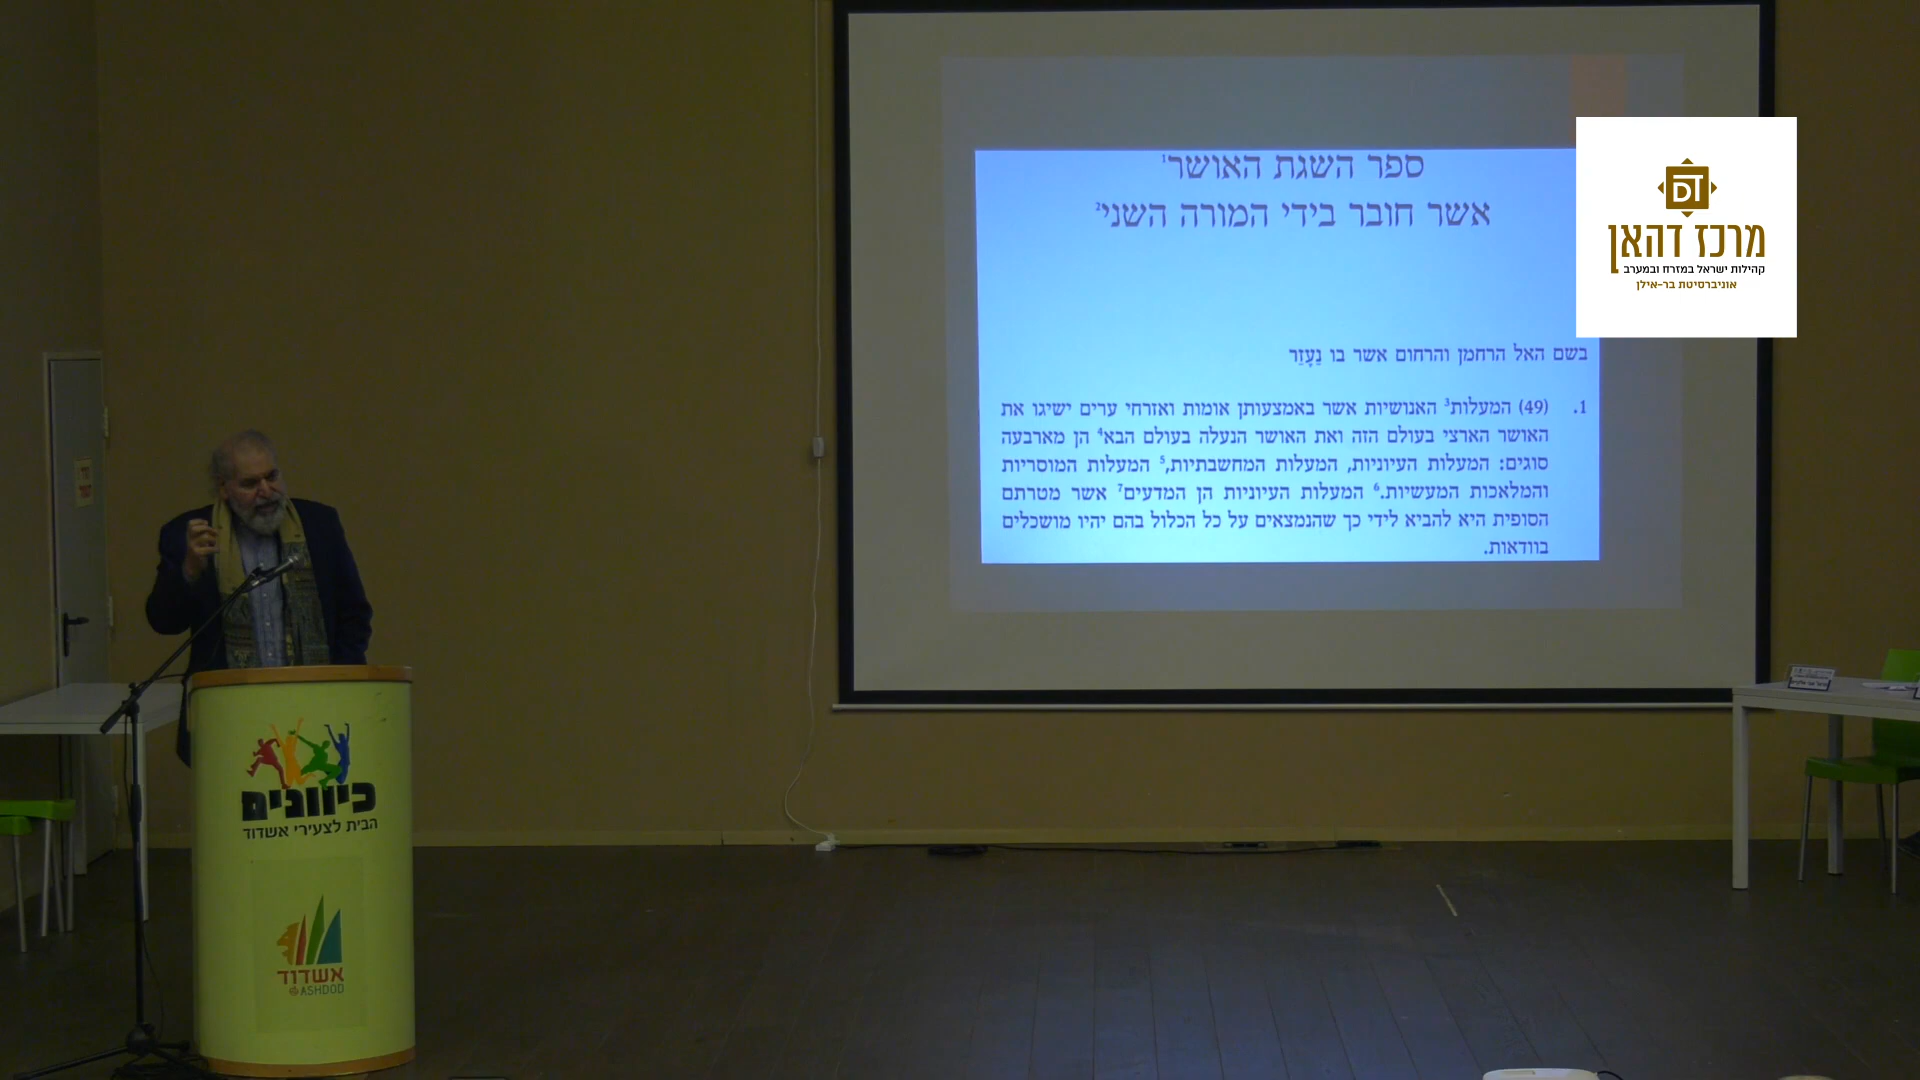 ספר השגת האושר¹
אשר חובר בידי המורה השני²
בשם האל הרחמן והרחום אשר בו נֵעָזֵר
1. (49) המעלות³ האנושיות אשר באמצעותן אומות ואזרחי ערים ישיגו את
האושר הארצי בעולם הזה ואת האושר הנעלה בעולם הבא⁴ הן מארבעה
סוגים: המעלות העיוניות, המעלות המחשבתיות,⁵ המעלות המוסריות
והמלאכות המעשיות.⁶ המעלות העיוניות הן המדעים⁷ אשר מטרתם
הסופית היא להביא לידי כך שהנמצאים על כל הכלול בהם יהיו מושכלים
בוודאות.
DT
מרכז דהאן
קהילות ישראל במזרח ובמערב
אוניברסיטת בר-אילן
כיוונים
הבית לצעירי אשדוד
אשדוד
ASHDOD